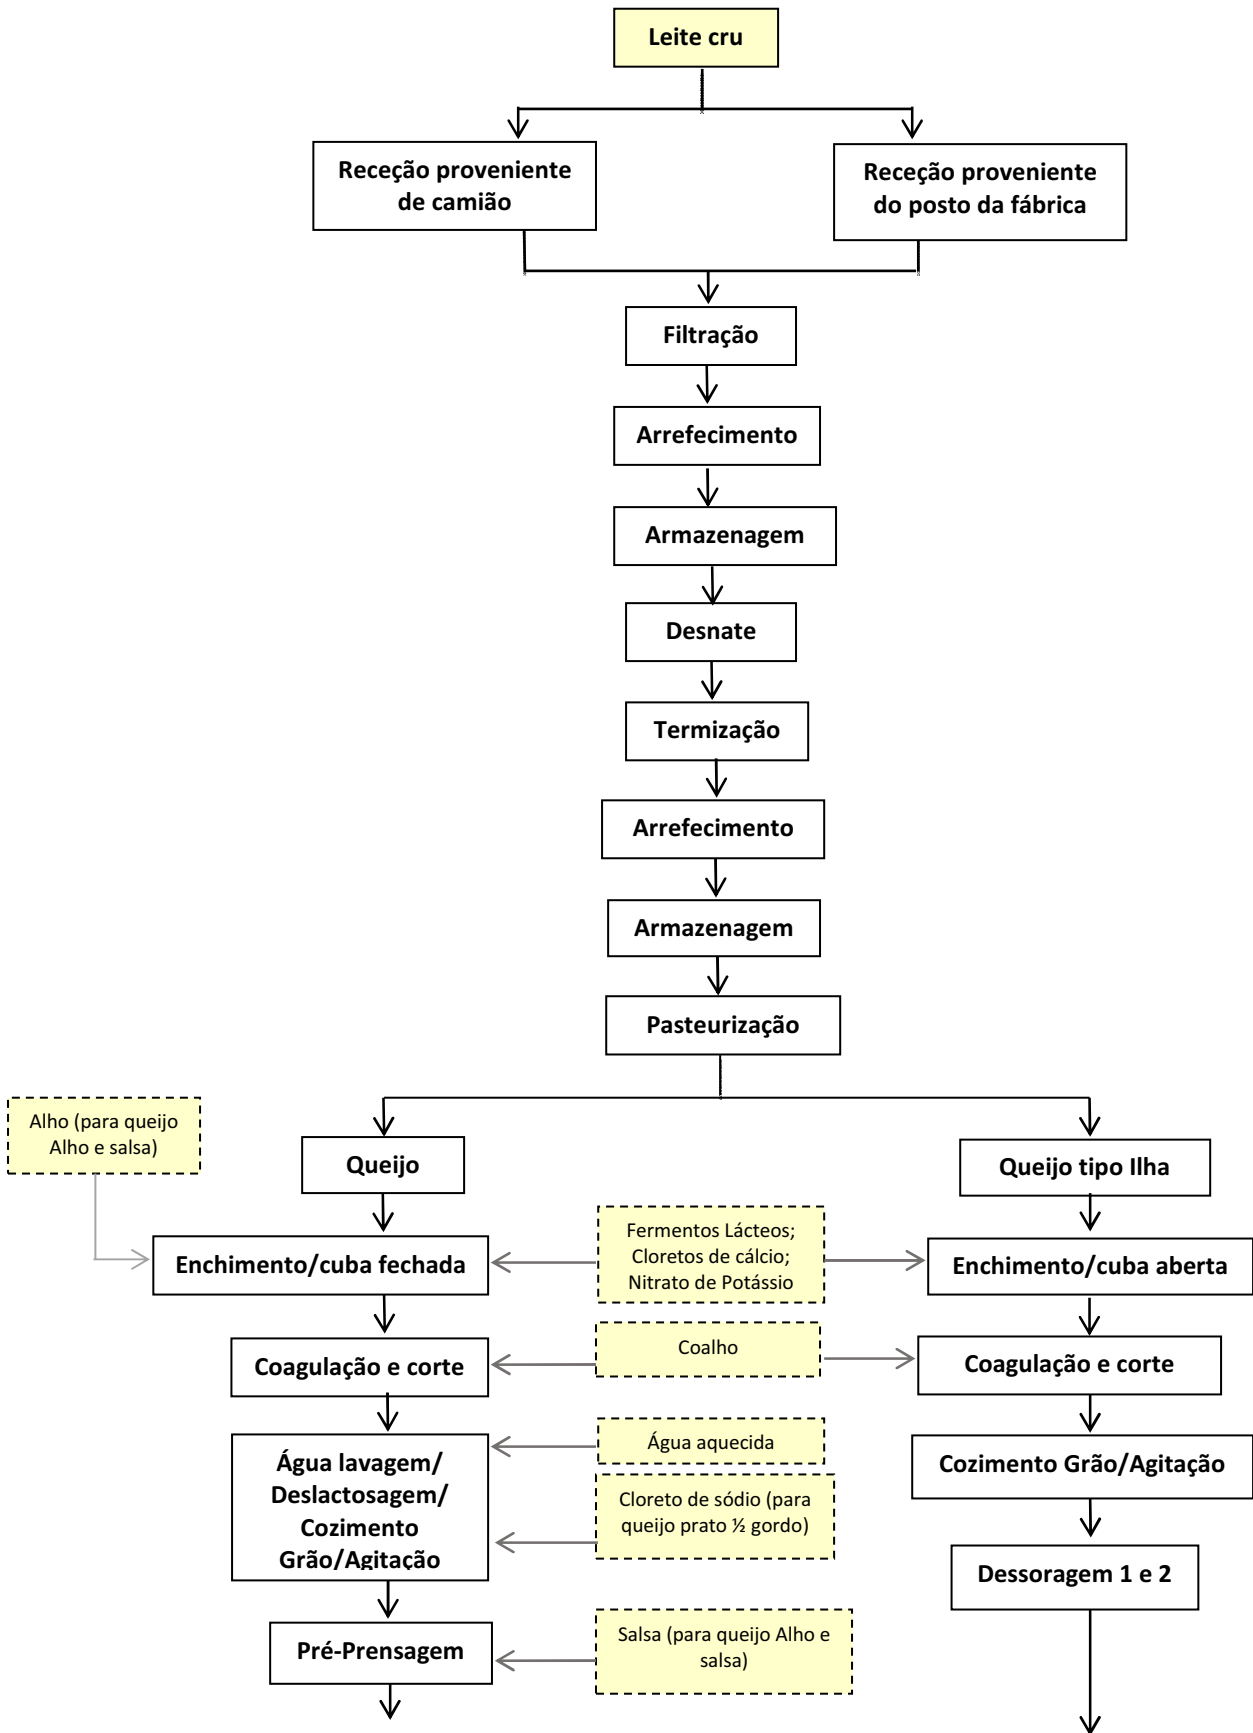 Leite cru
Receção proveniente
de camião
Receção proveniente
do posto da fábrica
Filtração
Arrefecimento
Armazenagem
Desnate
Termização
Arrefecimento
Armazenagem
Pasteurização
Alho (para queijo
Alho e salsa)
Queijo
Queijo tipo Ilha
Enchimento/cuba fechada
Fermentos Lácteos;
Cloretos de cálcio;
Nitrato de Potássio
Enchimento/cuba aberta
Coagulação e corte
Coalho
Coagulação e corte
Água lavagem/
Deslactosagem/
Cozimento
Grão/Agitação
Água aquecida
Cloreto de sódio (para
queijo prato ½ gordo)
Cozimento Grão/Agitação
Dessoragem 1 e 2
Pré-Prensagem
Salsa (para queijo Alho e
salsa)